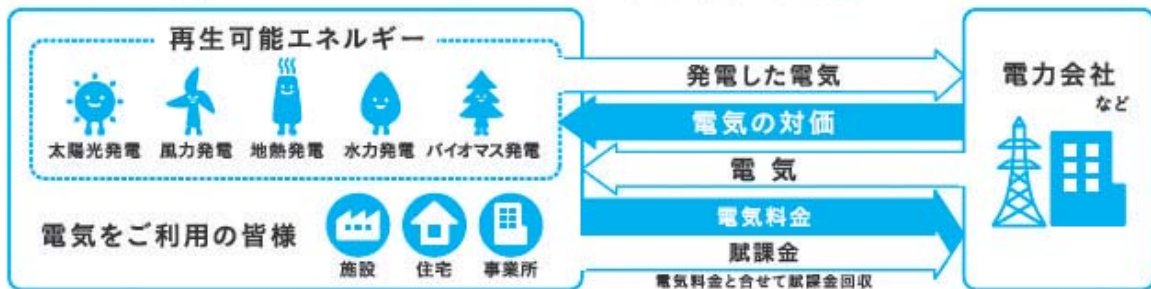 再生可能エネルギー
太陽光発電 風力発電 地熱発電 水力発電 バイオマス発電
電気をご利用の皆様
施設 住宅 事業所
発電した電気
電気の対価
電気
電気料金
賦課金
電気料金と合せて賦課金回収
電力会社
など